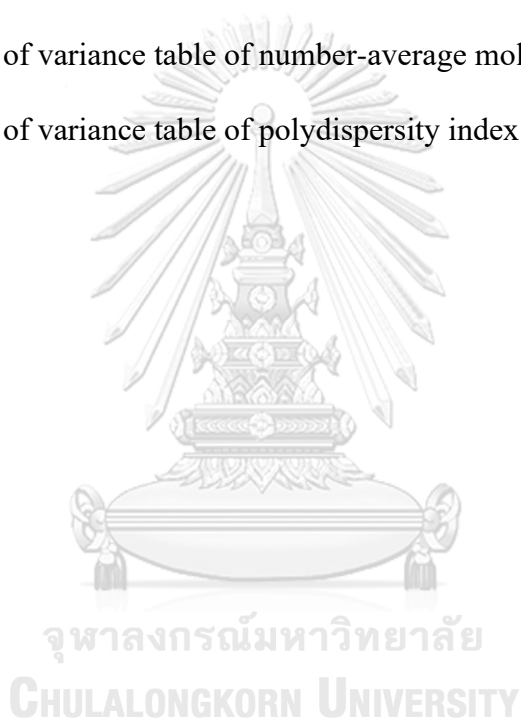 of variance table of number-average mol
of variance table of polydispersity index
จุฬาลงกรณ์มหาวิทยาลัย
CHULALONGKORN UNIVERSITY